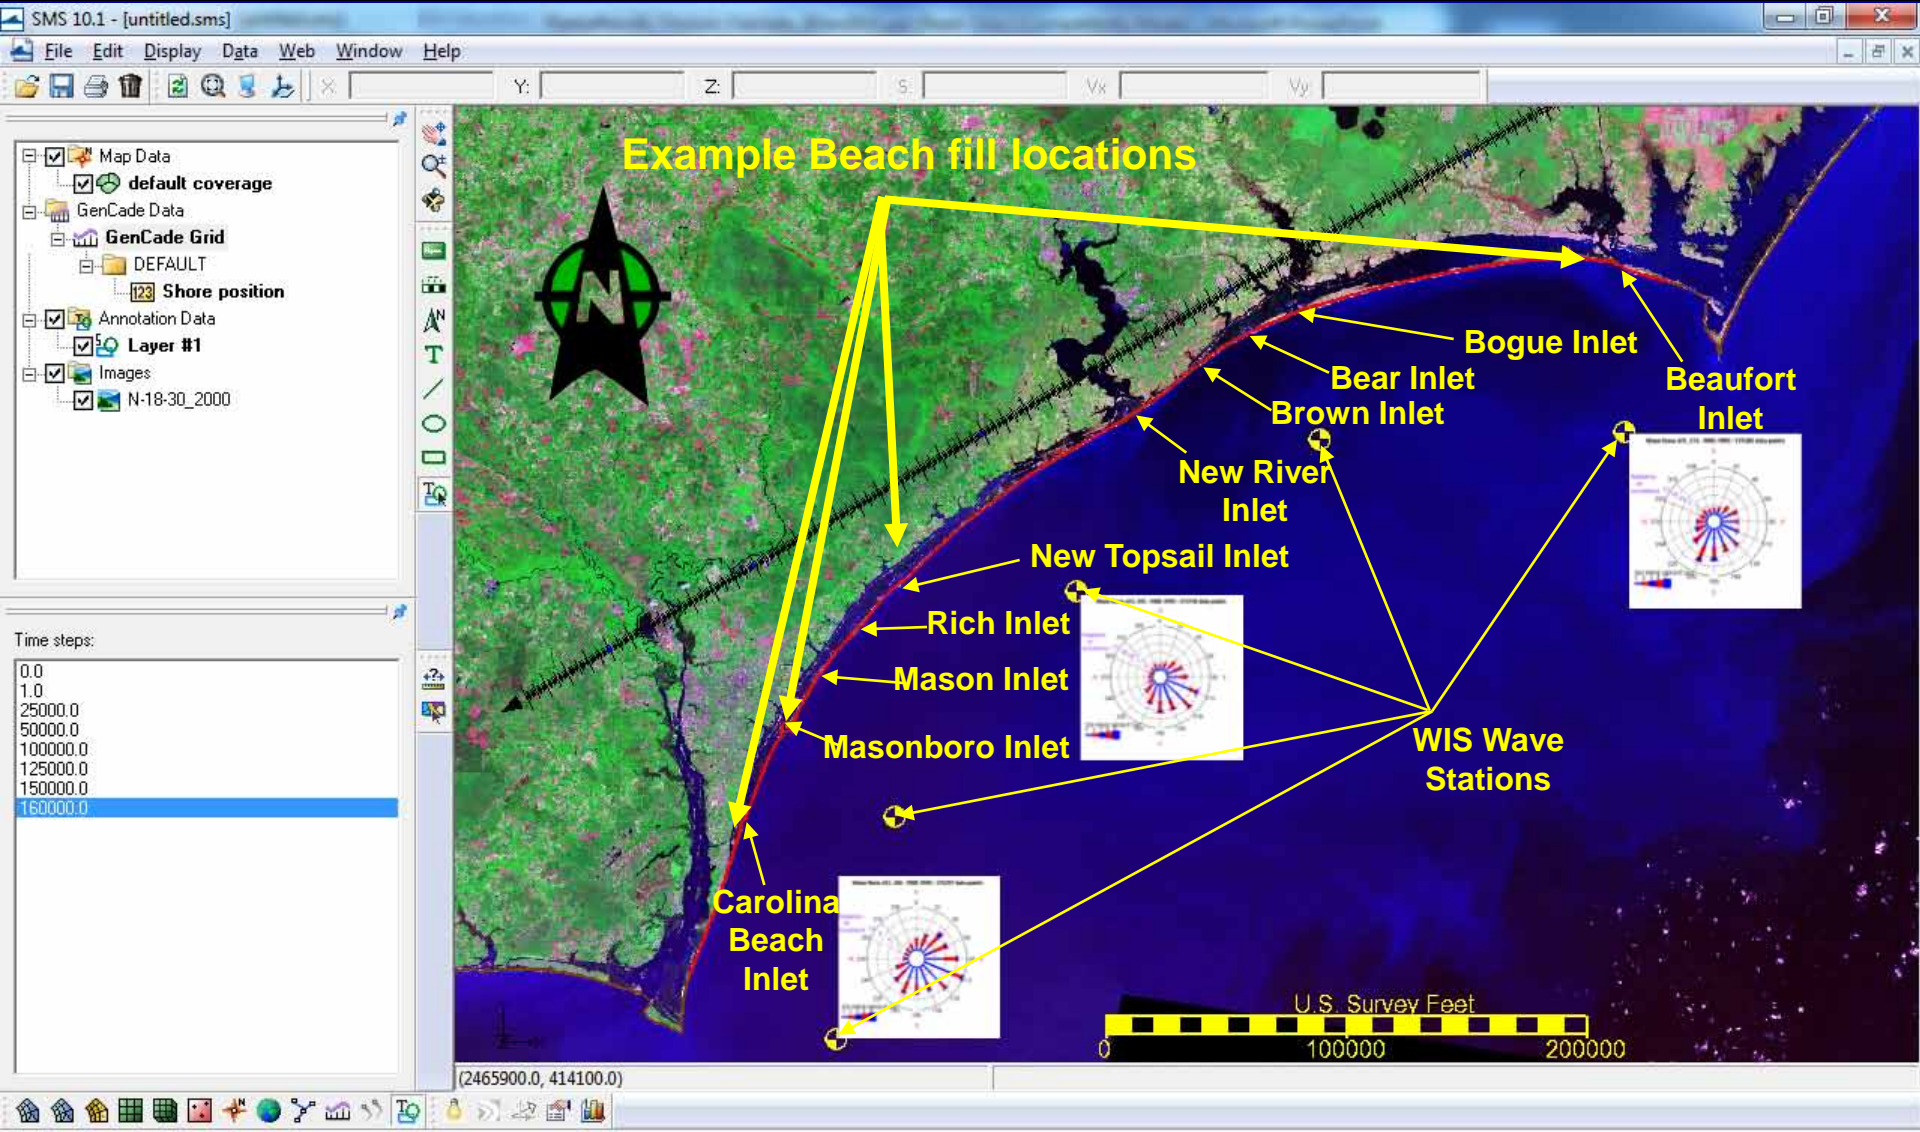 SMS 10.1 - [untitled.sms]
File Edit Display Data Web Window Help
X Y: Z: S: Vx Vy:
Map Data
default coverage
GenCade Data
GenCade Grid
DEFAULT
123 Shore position
Annotation Data
Layer #1
Images
N-18-30_2000
Time steps:
0.0
1.0
25000.0
50000.0
100000.0
125000.0
150000.0
160000.0
Example Beach fill locations
N
Bogue Inlet
Bear Inlet
Brown Inlet
Beaufort
Inlet
New River
Inlet
New Topsail Inlet
Rich Inlet
Mason Inlet
Masonboro Inlet
WIS Wave
Stations
Carolina
Beach
Inlet
U.S. Survey Feet
0 100000 200000
(2465900.0, 414100.0)